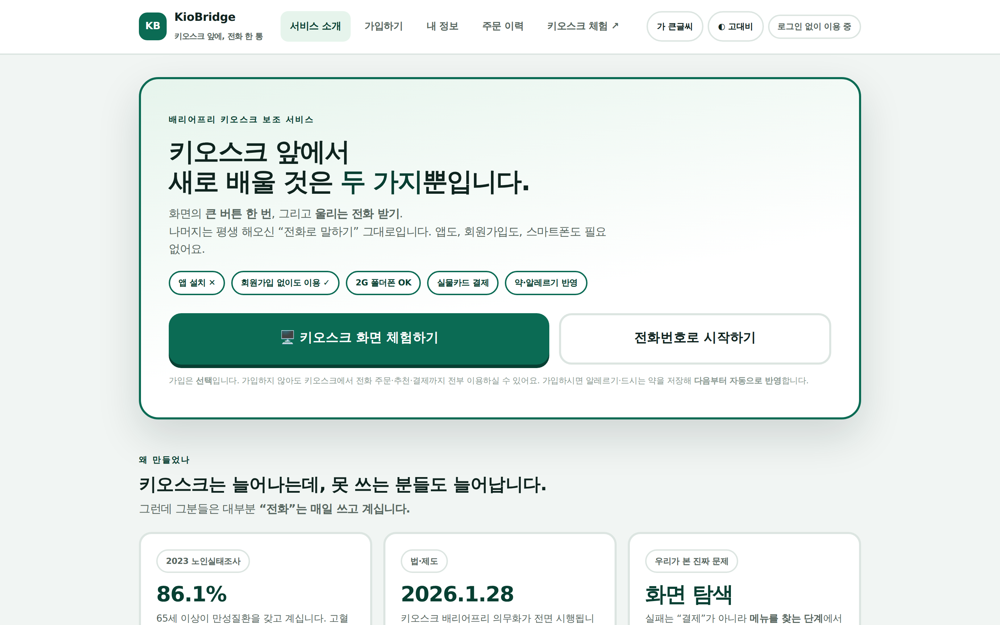 KB
KioBridge
키오스크 앞에, 전화 한 통
서비스 소개
가입하기
내 정보
주문 이력
키오스크 체험 ↗
가 큰글씨
◐ 고대비
로그인 없이 이용 중
배리어프리 키오스크 보조 서비스
키오스크 앞에서
새로 배울 것은 두 가지뿐입니다.
화면의 큰 버튼 한 번, 그리고 울리는 전화 받기.
나머지는 평생 해오신 “전화로 말하기” 그대로입니다. 앱도, 회원가입도, 스마트폰도 필요
없어요.
앱 설치 ✕
회원가입 없이도 이용 ✓
2G 폴더폰 OK
실물카드 결제
약·알레르기 반영
🖥️ 키오스크 화면 체험하기
전화번호로 시작하기
가입은 선택입니다. 가입하지 않아도 키오스크에서 전화 주문·추천·결제까지 전부 이용하실 수 있어요. 가입하시면 알레르기·드시는 약을 저장해 다음부터 자동으로 반영합니다.
왜 만들었나
키오스크는 늘어나는데, 못 쓰는 분들도 늘어납니다.
그런데 그분들은 대부분 “전화”는 매일 쓰고 계십니다.
2023 노인실태조사
86.1%
65세 이상이 만성질환을 갖고 계십니다. 고혈
법·제도
2026.1.28
키오스크 배리어프리 의무화가 전면 시행됩니
우리가 본 진짜 문제
화면 탐색
실패는 “결제”가 아니라 메뉴를 찾는 단계에서